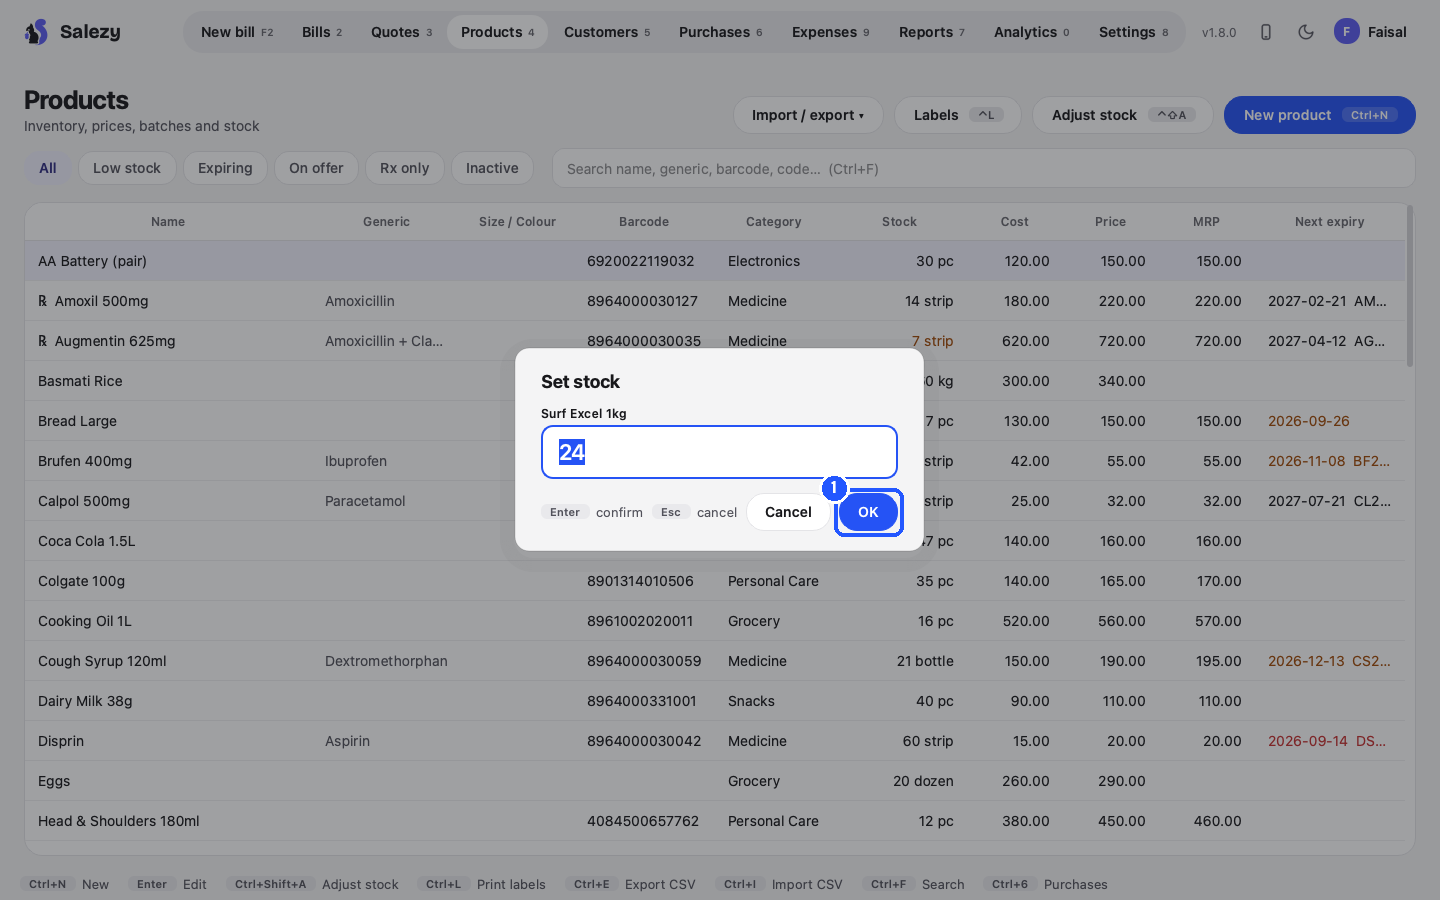 Salezy
New bill F2 Bills 2 Quotes 3 Products 4 Customers 5 Purchases 6 Expenses 9 Reports 7 Analytics 0 Settings 8 v1.8.0 F Faisal
Products
Inventory, prices, batches and stock
Import / export ▾ Labels ^L Adjust stock ^⇧A New product Ctrl+N
All Low stock Expiring On offer Rx only Inactive Search name, generic, barcode, code... (Ctrl+F)
Name Generic Size / Colour Barcode Category Stock Cost Price MRP Next expiry
AA Battery (pair) 6920022119032 Electronics 30 pc 120.00 150.00 150.00
℞ Amoxil 500mg Amoxicillin 8964000030127 Medicine 14 strip 180.00 220.00 220.00 2027-02-21 AM...
℞ Augmentin 625mg Amoxicillin + Cla... 8964000030035 Medicine 7 strip 620.00 720.00 720.00 2027-04-12 AG...
Basmati Rice 0 kg 300.00 340.00
Bread Large 7 pc 130.00 150.00 150.00 2026-09-26
Brufen 400mg Ibuprofen strip 42.00 55.00 55.00 2026-11-08 BF2...
Calpol 500mg Paracetamol strip 25.00 32.00 32.00 2027-07-21 CL2...
Coca Cola 1.5L 47 pc 140.00 160.00 160.00
Set stock
Surf Excel 1kg
24
1
Enter confirm Esc cancel Cancel OK
Colgate 100g 8901314010506 Personal Care 35 pc 140.00 165.00 170.00
Cooking Oil 1L 8961002020011 Grocery 16 pc 520.00 560.00 570.00
Cough Syrup 120ml Dextromethorphan 8964000030059 Medicine 21 bottle 150.00 190.00 195.00 2026-12-13 CS2...
Dairy Milk 38g 8964000331001 Snacks 40 pc 90.00 110.00 110.00
Disprin Aspirin 8964000030042 Medicine 60 strip 15.00 20.00 20.00 2026-09-14 DS...
Eggs Grocery 20 dozen 260.00 290.00
Head & Shoulders 180ml 4084500657762 Personal Care 12 pc 380.00 450.00 460.00
Ctrl+N New Enter Edit Ctrl+Shift+A Adjust stock Ctrl+L Print labels Ctrl+E Export CSV Ctrl+I Import CSV Ctrl+F Search Ctrl+6 Purchases